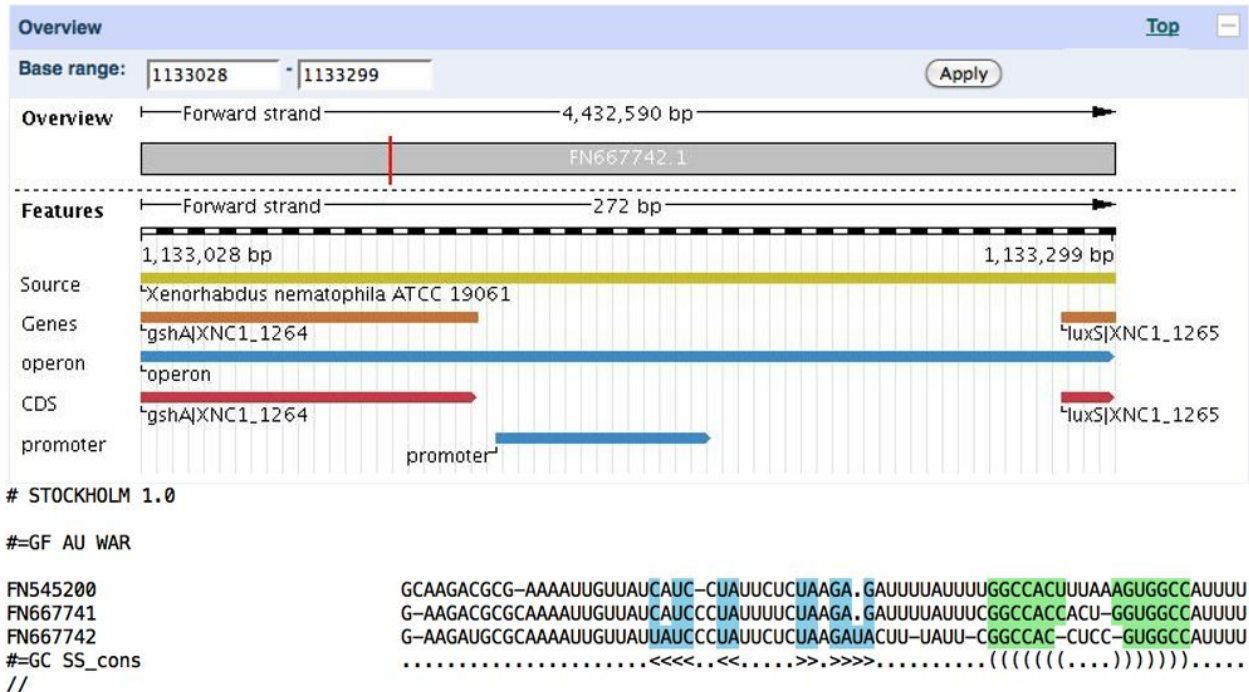 Overview Top
Base range: 1133028 - 1133299 Apply
Overview Forward strand 4,432,590 bp
FN667742.1
Features Forward strand 272 bp
1,133,028 bp 1,133,299 bp
Source
Xenorhabdus nematophila ATCC 19061
Genes
gshA|XNC1_1264 luxS|XNC1_1265
operon
operon
CDS
gshA|XNC1_1264 luxS|XNC1_1265
promoter
promoter
# STOCKHOLM 1.0
#=GF AU WAR
FN545200 GCAAGACGCG-AAAAUUGUUAUCAUC-CUAUUCUCUAAGA.GAUUUUAUUUUGGCCACUUUAAAGUGGCCAUUUU
FN667741 G-AAGACGCGCAAAAUUGUUAUCAUCCCUAUUUUCUAAGA.GAUUUUAUUUCGGCCACCACU-GGUGGCCAUUUU
FN667742 G-AAGAUGCGCAAAAUUGUUAUUAUCCCUAUUCUCUAAGAUACUU-UAUU-CGGCCAC-CUCC-GUGGCCAUUUU
#=GC SS_cons ......................<<<<..<<.....>>.>>>>..........(((((((....))))))).....
//